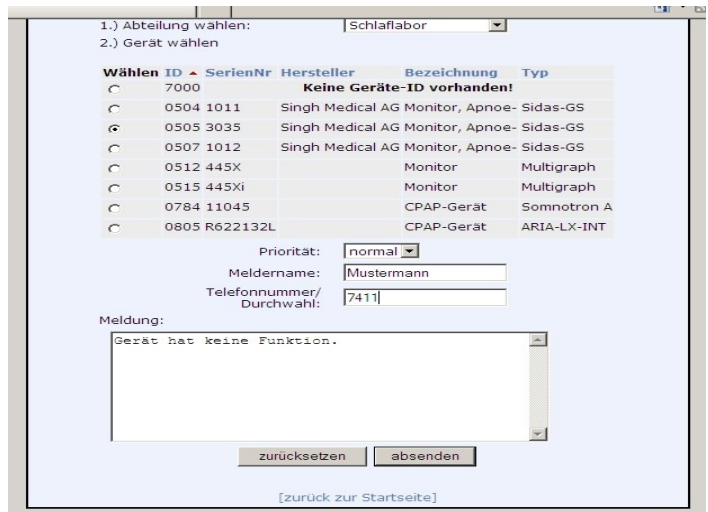 1.) Abteilung wählen: Schlaflabor
2.) Gerät wählen
Wählen ID SerienNr Hersteller Bezeichnung Typ
7000 Keine Geräte-ID vorhanden!
0504 1011 Singh Medical AG Monitor, Apnoe- Sidas-GS
0505 3035 Singh Medical AG Monitor, Apnoe- Sidas-GS
0507 1012 Singh Medical AG Monitor, Apnoe- Sidas-GS
0512 445X Monitor Multigraph
0515 445Xi Monitor Multigraph
0784 11045 CPAP-Gerät Somnotron A
0805 R622132L CPAP-Gerät ARIA-LX-INT
Priorität: normal
Meldername: Mustermann
Telefonnummer/
Durchwahl: 7411
Meldung:
Gerät hat keine Funktion.
zurücksetzen absenden
[zurück zur Startseite]